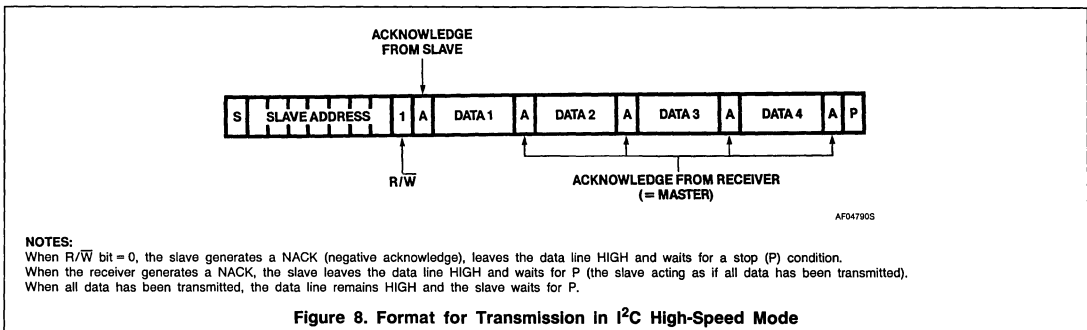 ACKNOWLEDGE
FROM SLAVE
S SLAVE ADDRESS 1 A DATA 1 A DATA 2 A DATA 3 A DATA 4 A P
R/W̅
ACKNOWLEDGE FROM RECEIVER
(= MASTER)
AF04790S
NOTES:
When R/W̅ bit = 0, the slave generates a NACK (negative acknowledge), leaves the data line HIGH and waits for a stop (P) condition.
When the receiver generates a NACK, the slave leaves the data line HIGH and waits for P (the slave acting as if all data has been transmitted).
When all data has been transmitted, the data line remains HIGH and the slave waits for P.
Figure 8. Format for Transmission in I²C High-Speed Mode